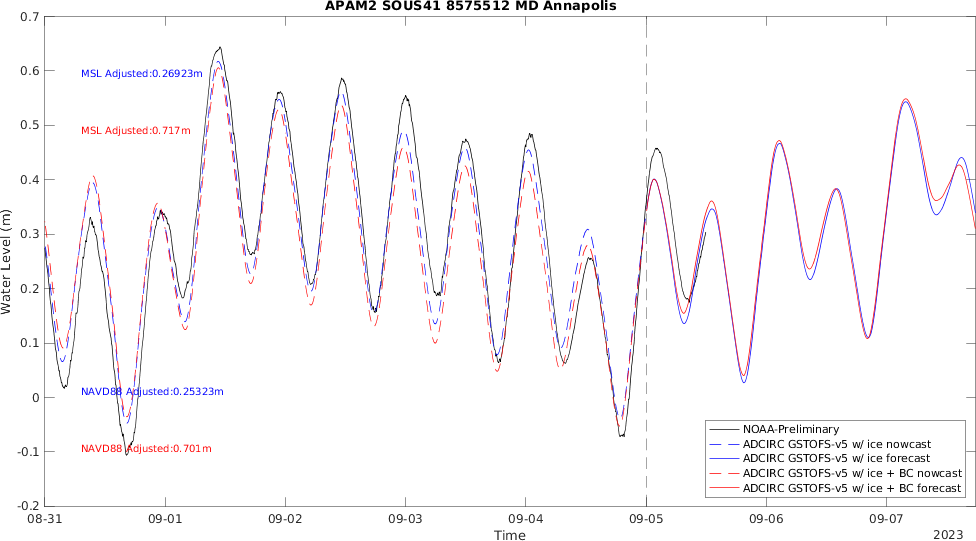 APAM2 SOUS41 8575512 MD Annapolis
0.7
0.6
0.5
0.4
0.3
0.2
0.1
0
-0.1
-0.2
Water Level (m)
MSL Adjusted:0.26923m
MSL Adjusted:0.717m
NAVD88 Adjusted:0.25323m
NAVD88 Adjusted:0.701m
NOAA-Preliminary
ADCIRC GSTOFS-v5 w/ ice nowcast
ADCIRC GSTOFS-v5 w/ ice forecast
ADCIRC GSTOFS-v5 w/ ice + BC nowcast
ADCIRC GSTOFS-v5 w/ ice + BC forecast
08-31 09-01 09-02 09-03 09-04 09-05 09-06 09-07
Time
2023